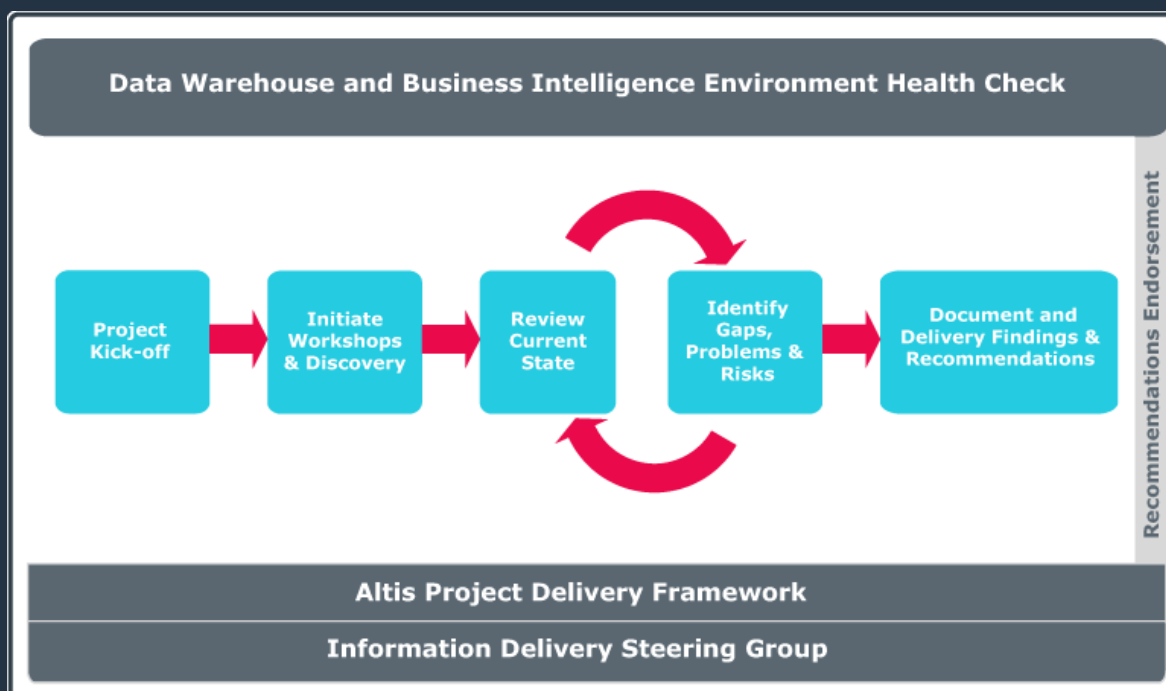 Data Warehouse and Business Intelligence Environment Health Check
Project
Kick-off
Initiate
Workshops
& Discovery
Review
Current
State
Identify
Gaps,
Problems &
Risks
Document and
Delivery Findings &
Recommendations
Recommendations Endorsement
Altis Project Delivery Framework
Information Delivery Steering Group